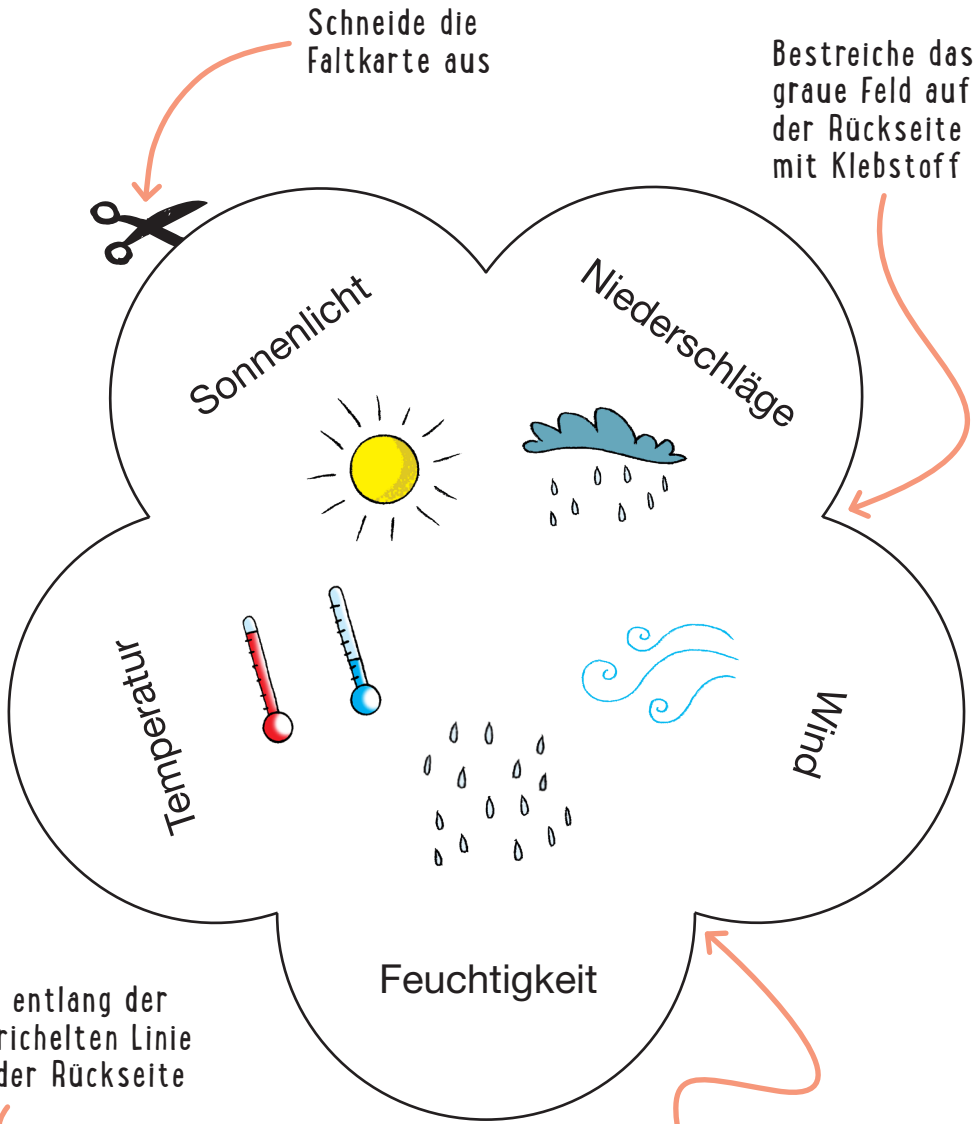 Schneide die
Faltkarte aus
Bestreiche das
graue Feld auf
der Rückseite
mit Klebstoff
Sonnenlicht
Niederschläge
Temperatur
Wind
Feuchtigkeit
entlang der
richelten Linie
der Rückseite